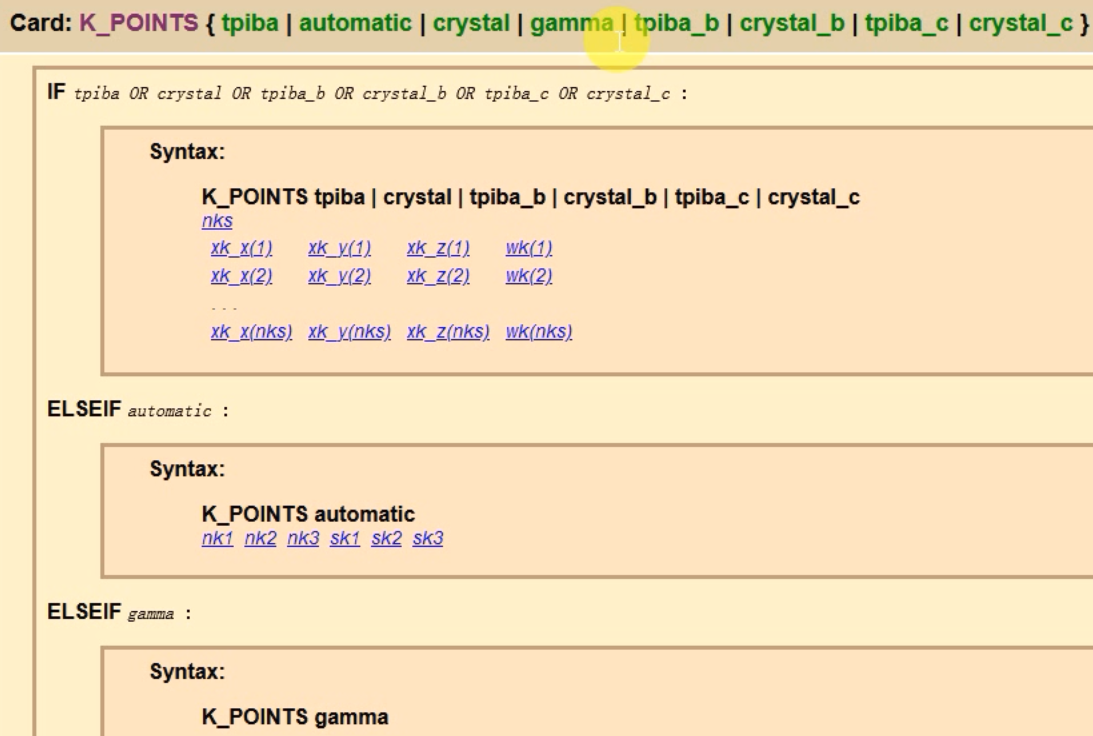 Card: K_POINTS { tpiba | automatic | crystal | gamma | tpiba_b | crystal_b | tpiba_c | crystal_c }
IF tpiba OR crystal OR tpiba_b OR crystal_b OR tpiba_c OR crystal_c :
Syntax:
K_POINTS tpiba | crystal | tpiba_b | crystal_b | tpiba_c | crystal_c
nks
xk_x(1) xk_y(1) xk_z(1) wk(1)
xk_x(2) xk_y(2) xk_z(2) wk(2)
. . .
xk_x(nks) xk_y(nks) xk_z(nks) wk(nks)
ELSEIF automatic :
Syntax:
K_POINTS automatic
nk1 nk2 nk3 sk1 sk2 sk3
ELSEIF gamma :
Syntax:
K_POINTS gamma